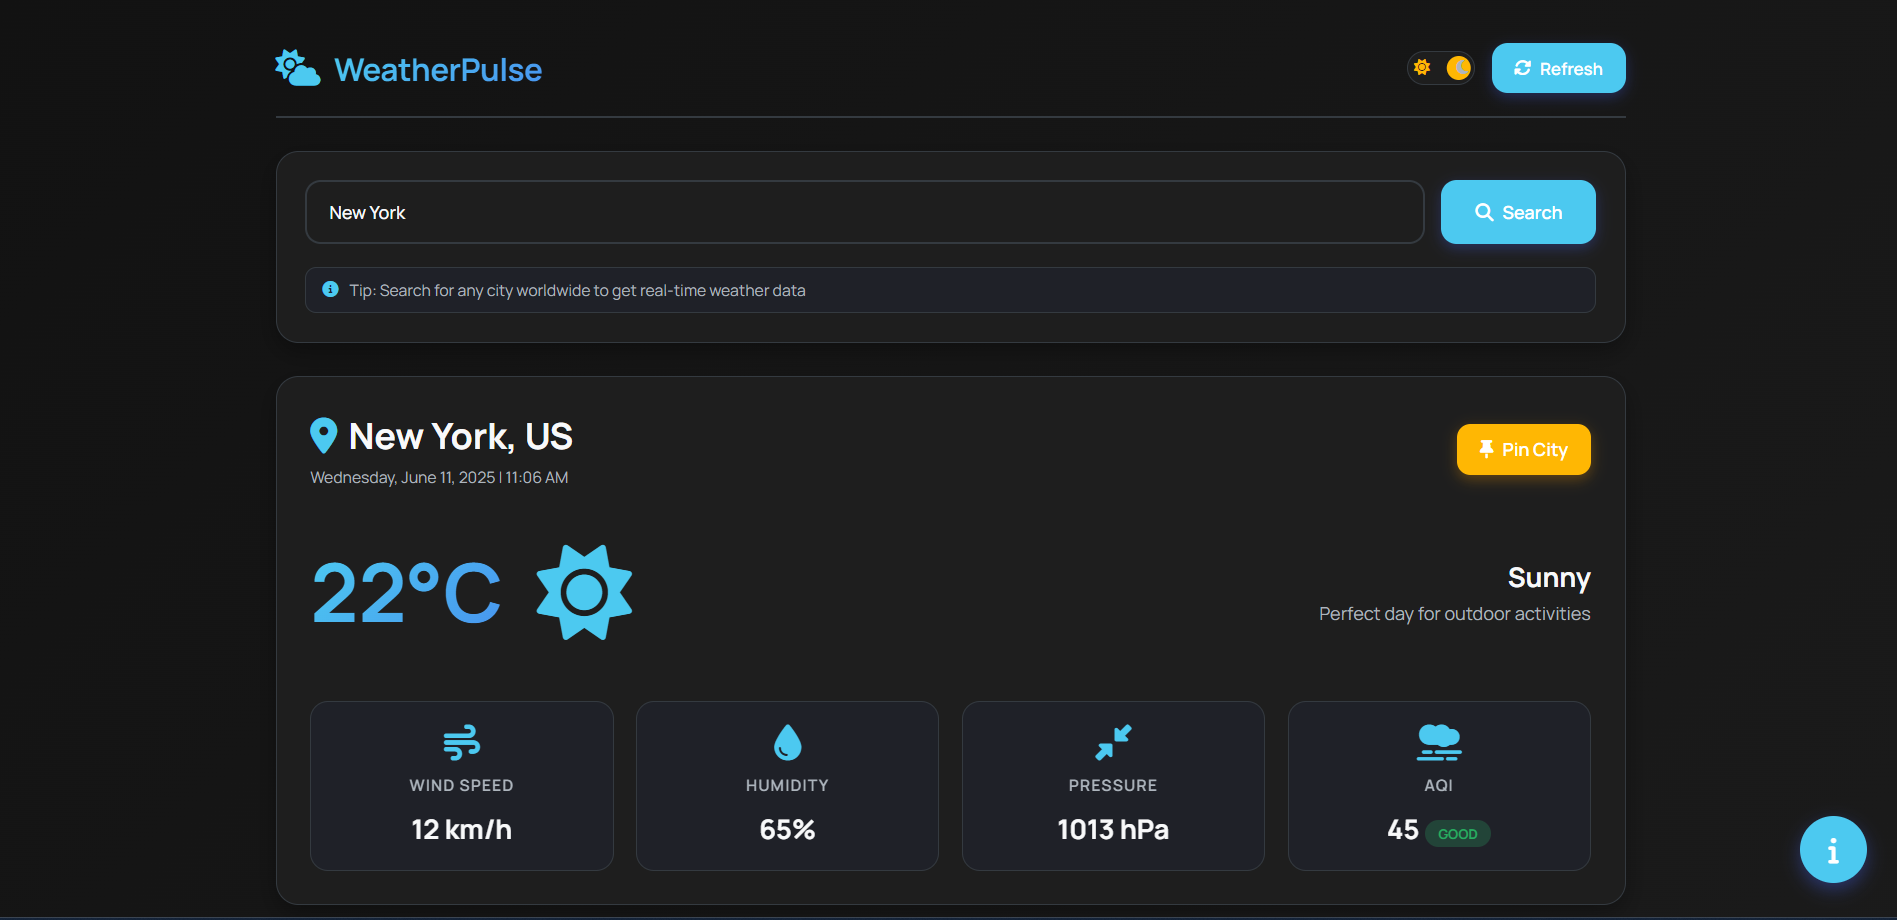 WeatherPulse
Refresh
New York
Search
Tip: Search for any city worldwide to get real-time weather data
New York, US
Pin City
Wednesday, June 11, 2025 | 11:06 AM
22°C
Sunny
Perfect day for outdoor activities
WIND SPEED
12 km/h
HUMIDITY
65%
PRESSURE
1013 hPa
AQI
45 GOOD